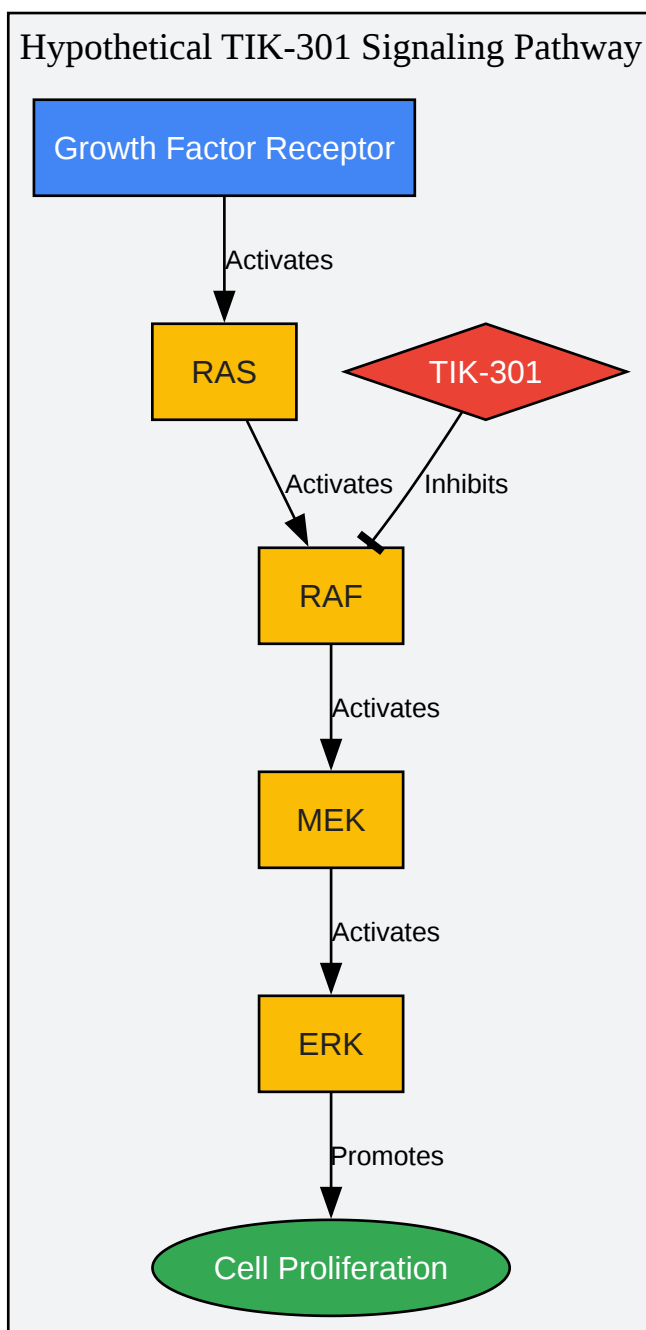 Hypothetical TIK-301 Signaling Pathway
Growth Factor Receptor
Activates
RAS
TIK-301
Activates
Inhibits
RAF
Activates
MEK
Activates
ERK
Promotes
Cell Proliferation